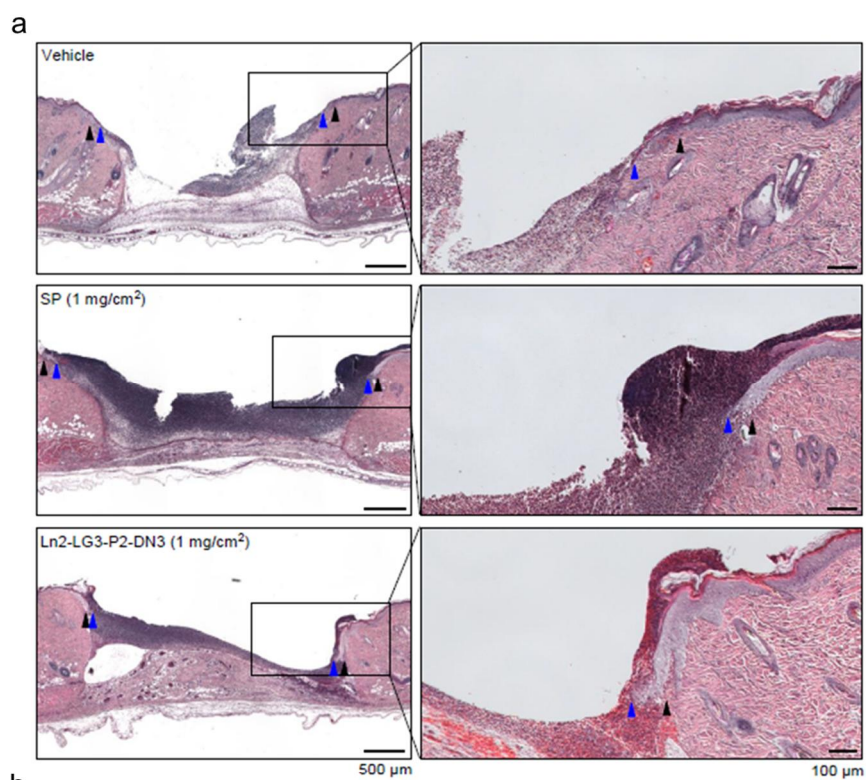 a
Vehicle
SP (1 mg/cm²)
Ln2-LG3-P2-DN3 (1 mg/cm²)
500 µm
100 µm